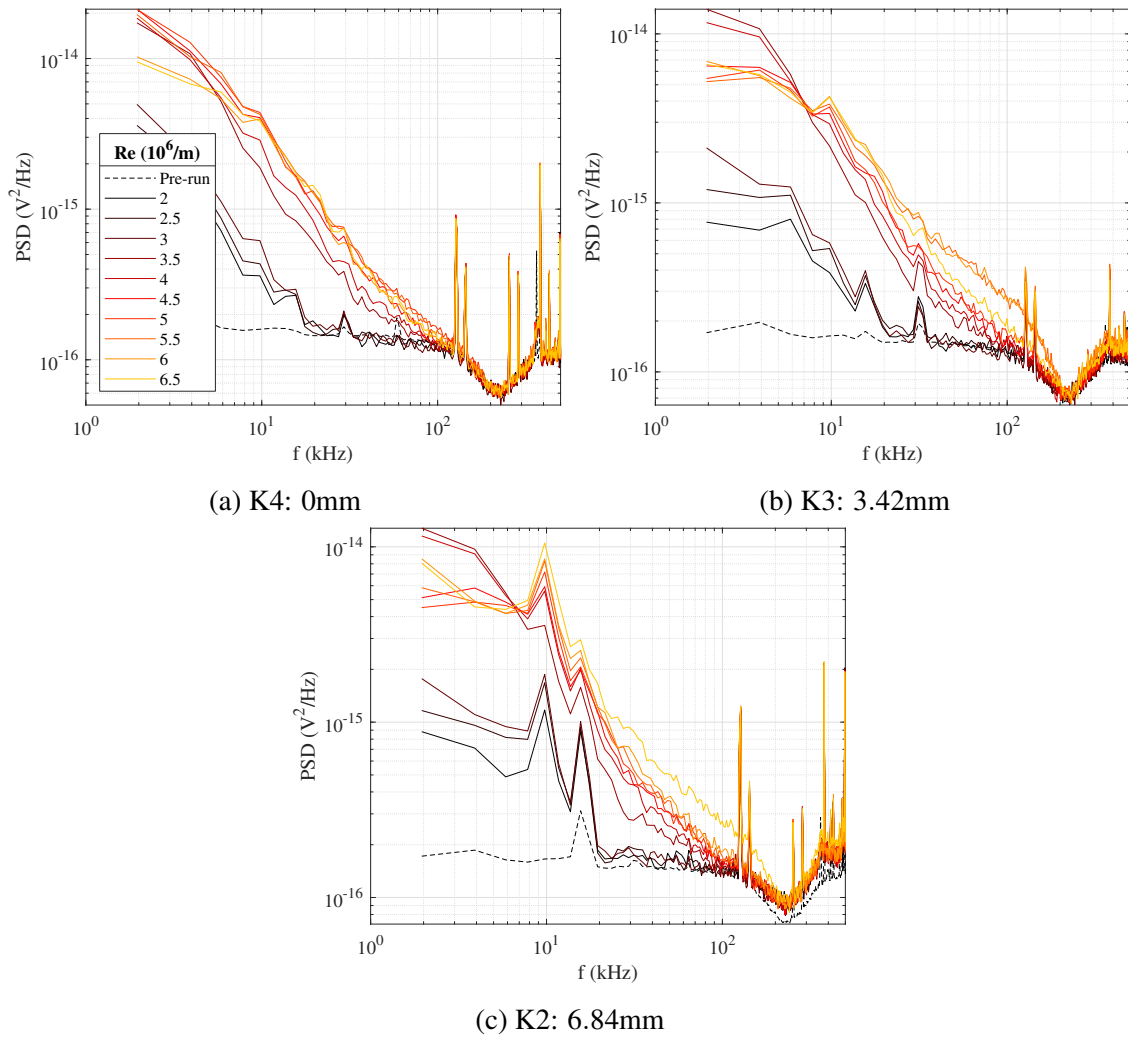 10^-14
10^-15
10^-16
PSD (V^2/Hz)
Re (10^6/m)
Pre-run
2
2.5
3
3.5
4
4.5
5
5.5
6
6.5
10^0
10^1
10^2
f (kHz)
(a) K4: 0mm
10^-14
10^-15
10^-16
PSD (V^2/Hz)
10^0
10^1
10^2
f (kHz)
(b) K3: 3.42mm
10^-14
10^-15
10^-16
PSD (V^2/Hz)
10^0
10^1
10^2
f (kHz)
(c) K2: 6.84mm